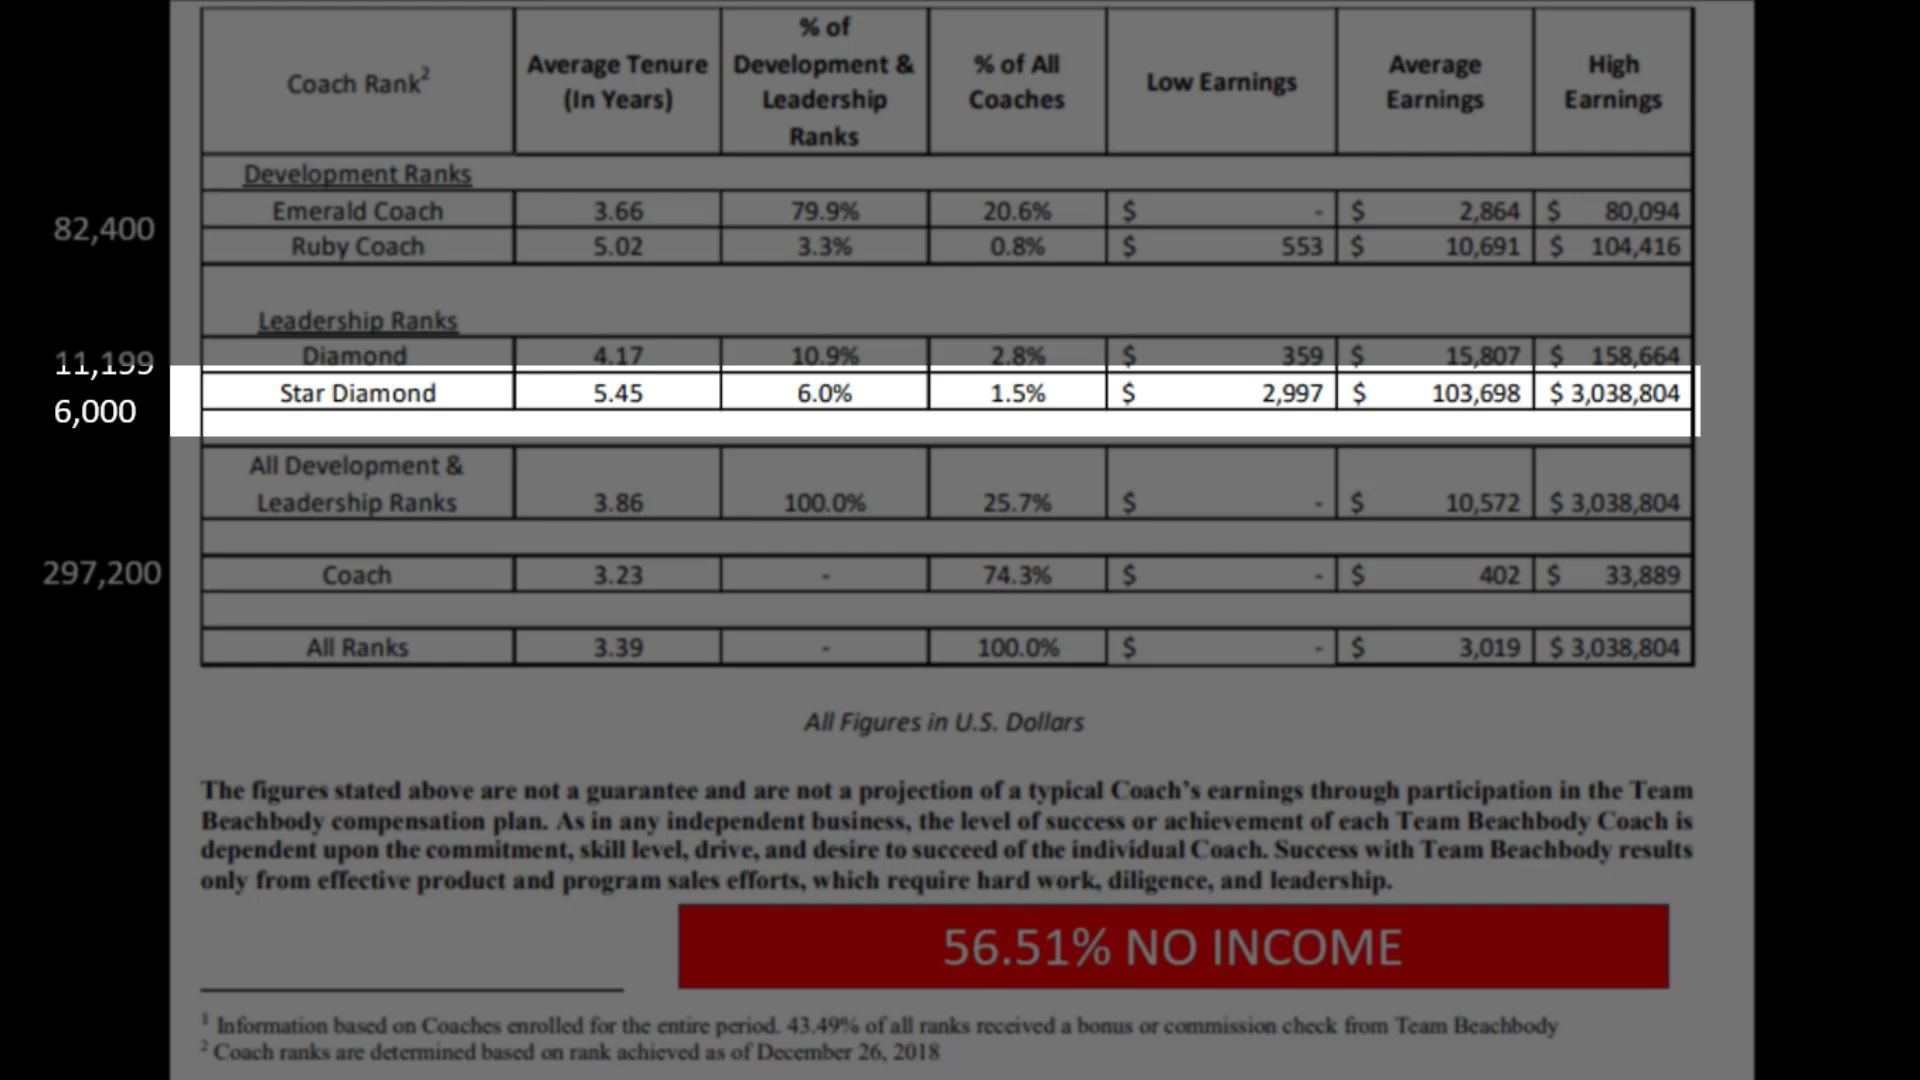 Coach Rank2 | Average Tenure (In Years) | % of Development & Leadership Ranks | % of All Coaches | Low Earnings | Average Earnings | High Earnings
Development Ranks
82,400
Emerald Coach 3.66 79.9% 20.6% $ - $ 2,864 $ 80,094
Ruby Coach 5.02 3.3% 0.8% $ 553 $ 10,691 $ 104,416
Leadership Ranks
11,199
Diamond 4.17 10.9% 2.8% $ 359 $ 15,807 $ 158,664
6,000
Star Diamond 5.45 6.0% 1.5% $ 2,997 $ 103,698 $ 3,038,804
All Development &
Leadership Ranks 3.86 100.0% 25.7% $ - $ 10,572 $ 3,038,804
297,200
Coach 3.23 - 74.3% $ - $ 402 $ 33,889
All Ranks 3.39 - 100.0% $ - $ 3,019 $ 3,038,804
All Figures in U.S. Dollars
The figures stated above are not a guarantee and are not a projection of a typical Coach's earnings through participation in the Team
Beachbody compensation plan. As in any independent business, the level of success or achievement of each Team Beachbody Coach is
dependent upon the commitment, skill level, drive, and desire to succeed of the individual Coach. Success with Team Beachbody results
only from effective product and program sales efforts, which require hard work, diligence, and leadership.
56.51% NO INCOME
1 Information based on Coaches enrolled for the entire period. 43.49% of all ranks received a bonus or commission check from Team Beachbody
2 Coach ranks are determined based on rank achieved as of December 26, 2018